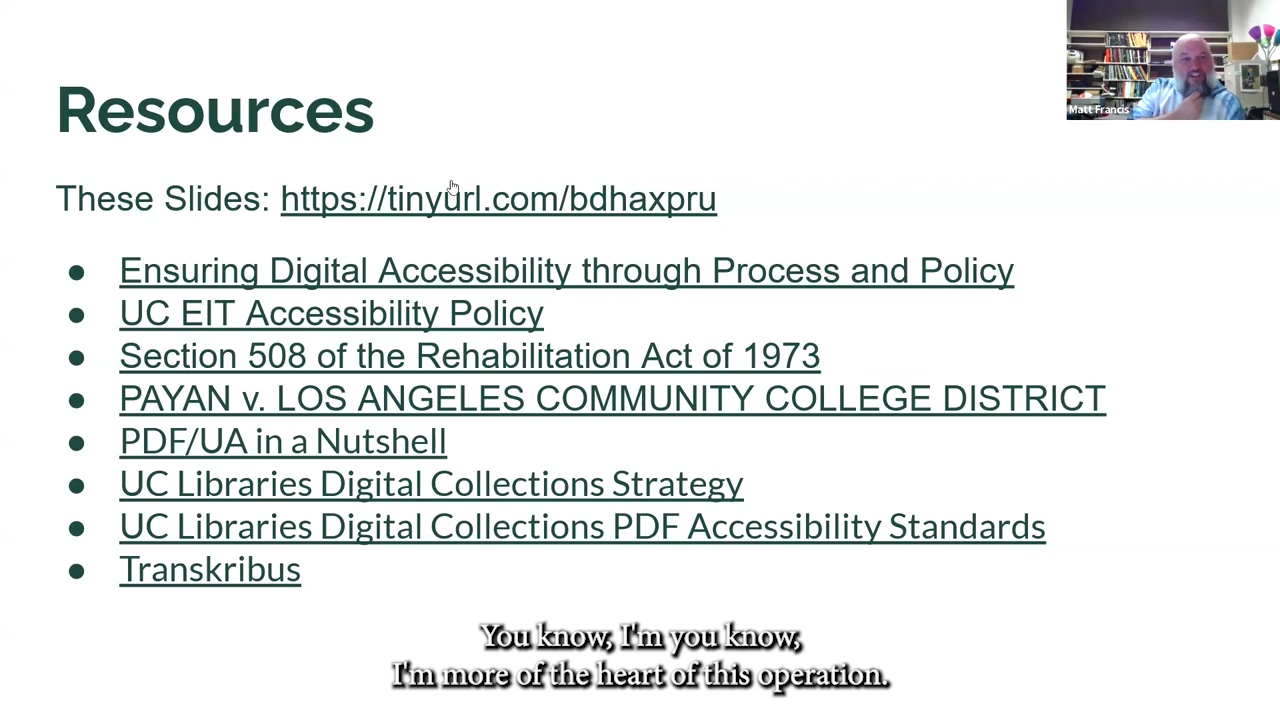 Resources
Matt Francis
These Slides: https://tinyurl.com/bdhaxpru
● Ensuring Digital Accessibility through Process and Policy
● UC EIT Accessibility Policy
● Section 508 of the Rehabilitation Act of 1973
● PAYAN v. LOS ANGELES COMMUNITY COLLEGE DISTRICT
● PDF/UA in a Nutshell
● UC Libraries Digital Collections Strategy
● UC Libraries Digital Collections PDF Accessibility Standards
● Transkribus
You know, I'm you know,
I'm more of the heart of this operation.